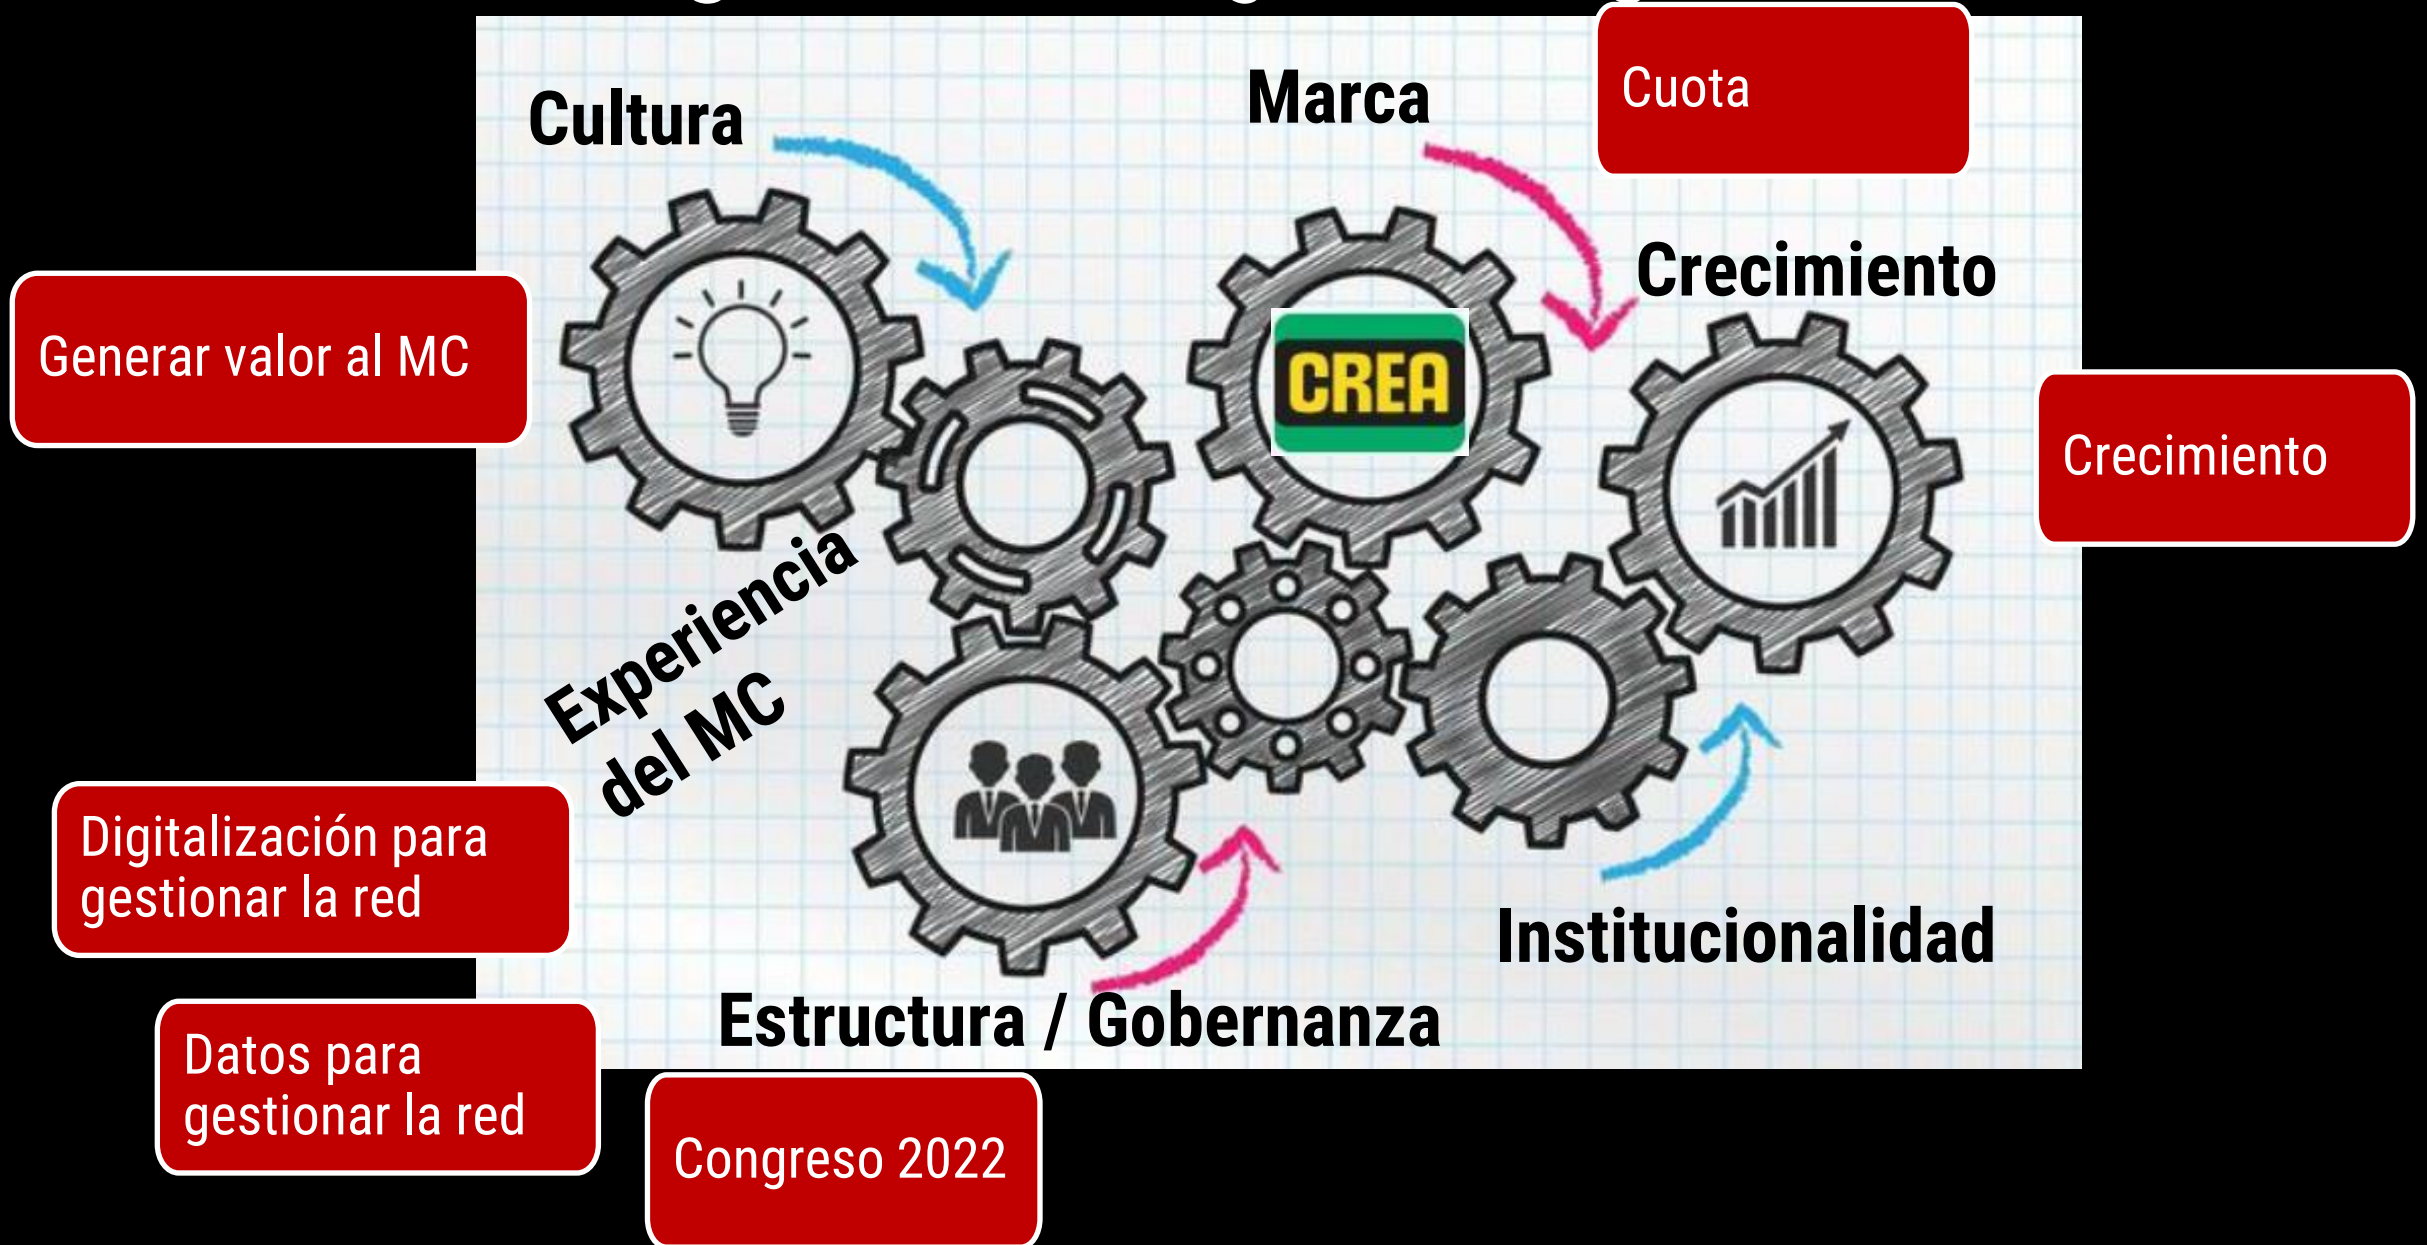 Cuota
Marca
Cultura
Crecimiento
Generar valor al MC
CREA
Crecimiento
Experiencia
del MC
Digitalización para
gestionar la red
Institucionalidad
Estructura / Gobernanza
Datos para
gestionar la red
Congreso 2022